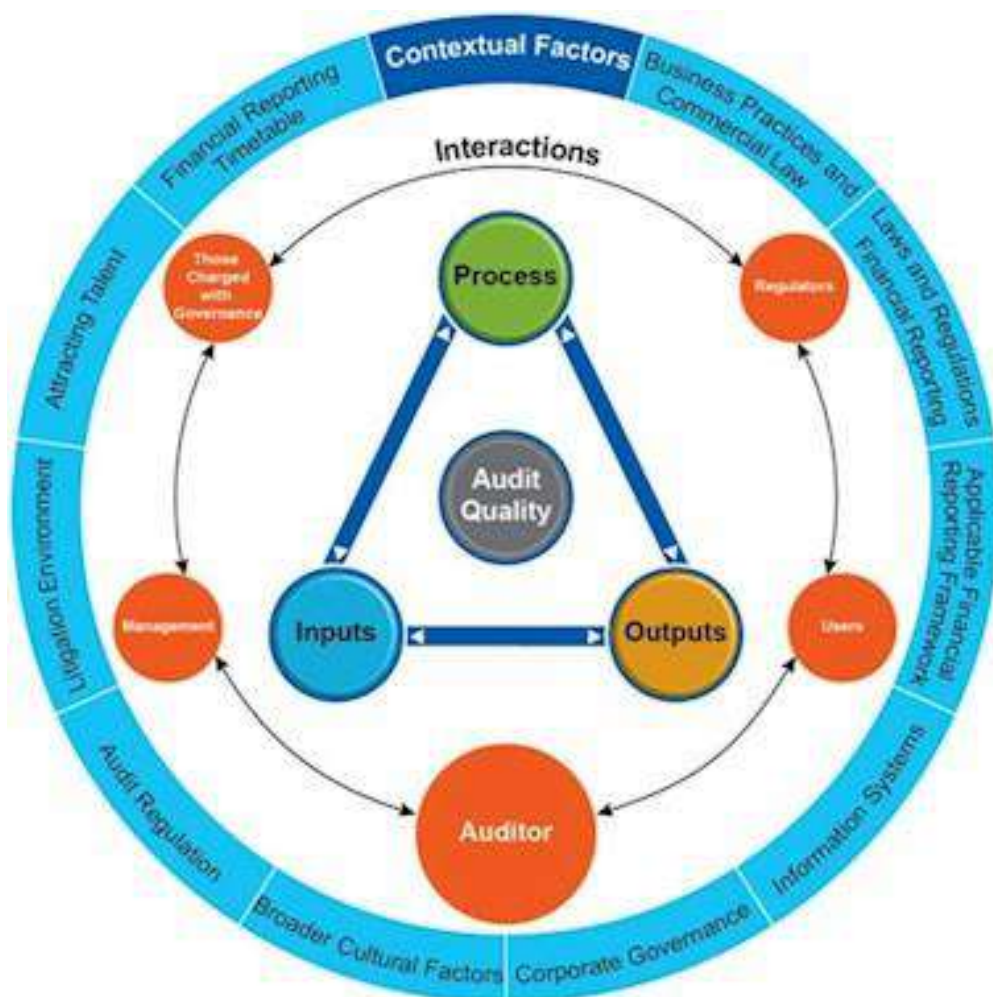 Contextual Factors
Business Practices and
Commercial Law
Laws and Regulations
Financial Reporting
Applicable Financial
Reporting Framework
Information Systems
Corporate Governance
Broader Cultural Factors
Audit Regulation
Litigation Environment
Attracting Talent
Financial Reporting
Timetable
Interactions
Those
Charged
with
Governance
Process
Regulators
Audit
Quality
Management
Inputs
Outputs
Users
Auditor